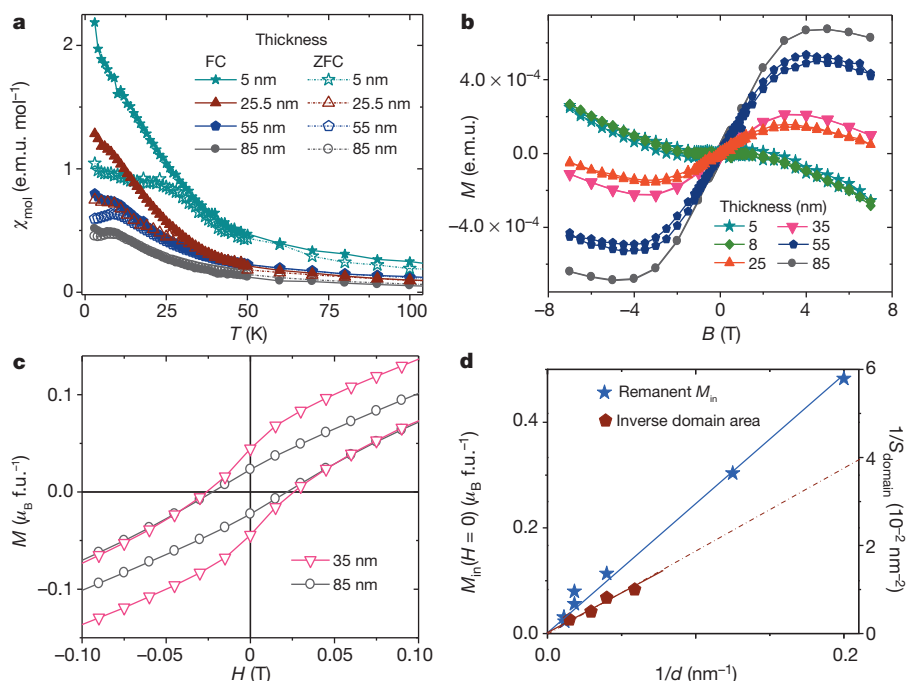 a
Thickness
FC ZFC
5 nm 5 nm
25.5 nm 25.5 nm
55 nm 55 nm
85 nm 85 nm
χmol (e.m.u. mol⁻¹)
2
1
0
0 25 50 75 100
T (K)
b
M (e.m.u.)
4.0 × 10⁻⁴
0.0
−4.0 × 10⁻⁴
Thickness (nm)
5 35
8 55
25 85
−8 −4 0 4 8
B (T)
c
M (μB f.u.⁻¹)
0.1
0.0
−0.1
35 nm
85 nm
−0.10 −0.05 0 0.05 0.10
H (T)
d
Remanent Min
Inverse domain area
Min(H = 0) (μB f.u.⁻¹)
0.4
0.2
0.0
6
4
2
0
1/Sdomain (10⁻² nm⁻²)
0.0 0.1 0.2
1/d (nm⁻¹)